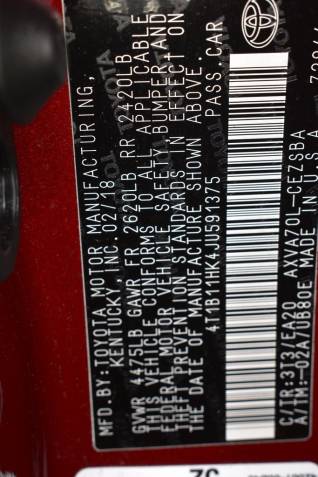 MFD.BY:TOYOTA MOTOR MANUFACTURING,
KENTUCKY, INC. 02/18
GVWR 4475LB GAWR FR 2620LB RR 2420LB
THIS VEHICLE CONFORMS TO ALL APPLICABLE
FEDERAL MOTOR VEHICLE SAFETY BUMPER, AND
THEFT PREVENTION STANDARDS IN EFFECT ON
THE DATE OF MANUFACTURE SHOWN ABOVE.
4T1B11HK4JU591375 PASS.CAR
C/TR:3T3/EA20 AXVA70L-CEZSBA
A/TM:-02A/UB80E MADE IN U.S.A